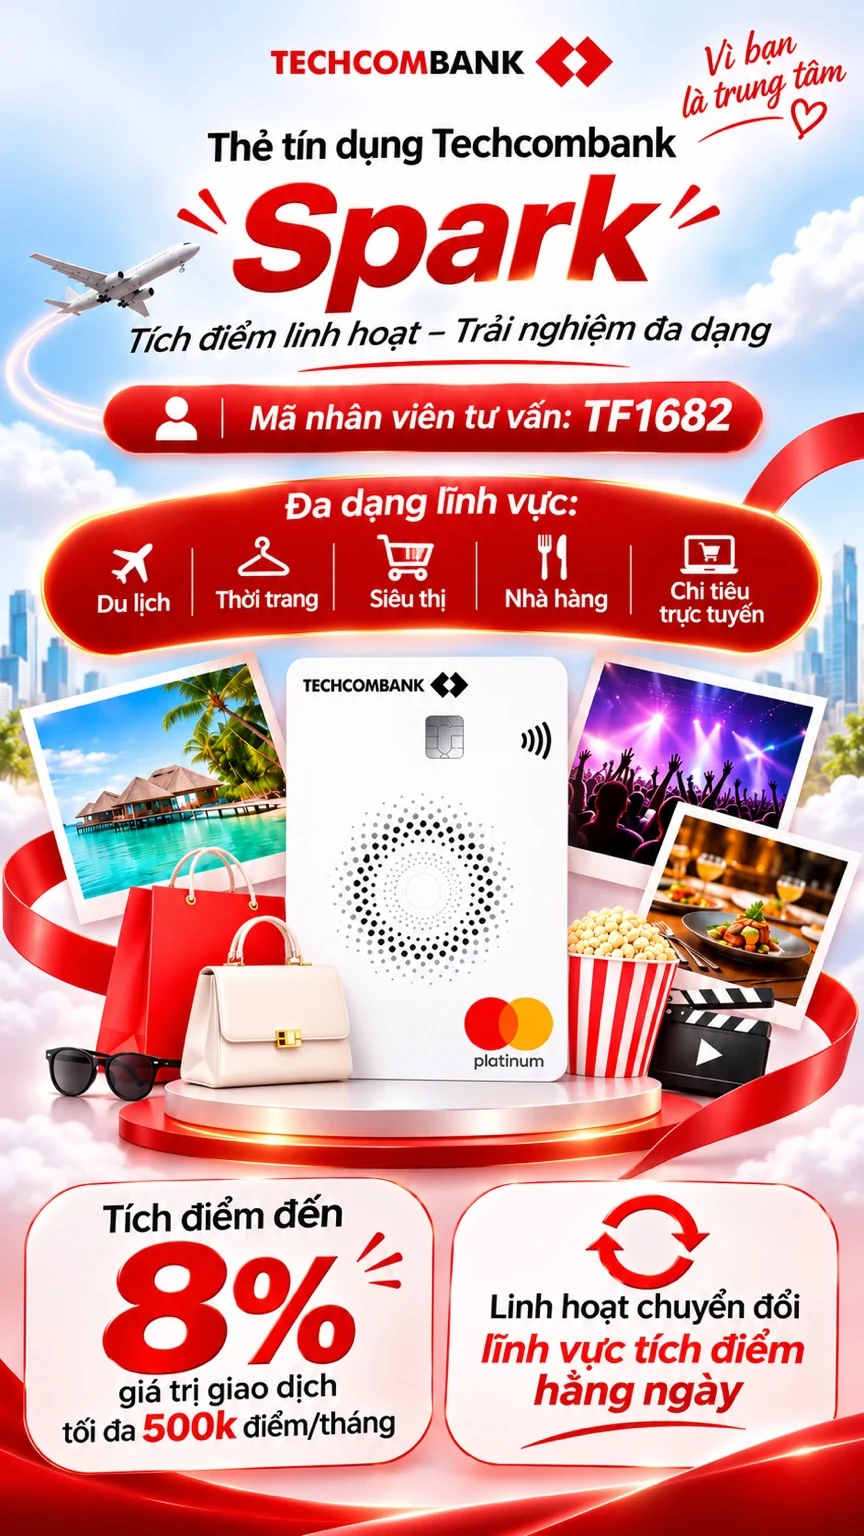 TECHCOMBANK
Vì bạn
là trung tâm
Thẻ tín dụng Techcombank
Spark
Tích điểm linh hoạt – Trải nghiệm đa dạng
Mã nhân viên tư vấn: TF1682
Đa dạng lĩnh vực:
Du lịch
Thời trang
Siêu thị
Nhà hàng
Chi tiêu
trực tuyến
TECHCOMBANK
platinum
Tích điểm đến
8%
giá trị giao dịch
tối đa 500k điểm/tháng
Linh hoạt chuyển đổi
lĩnh vực tích điểm
hằng ngày